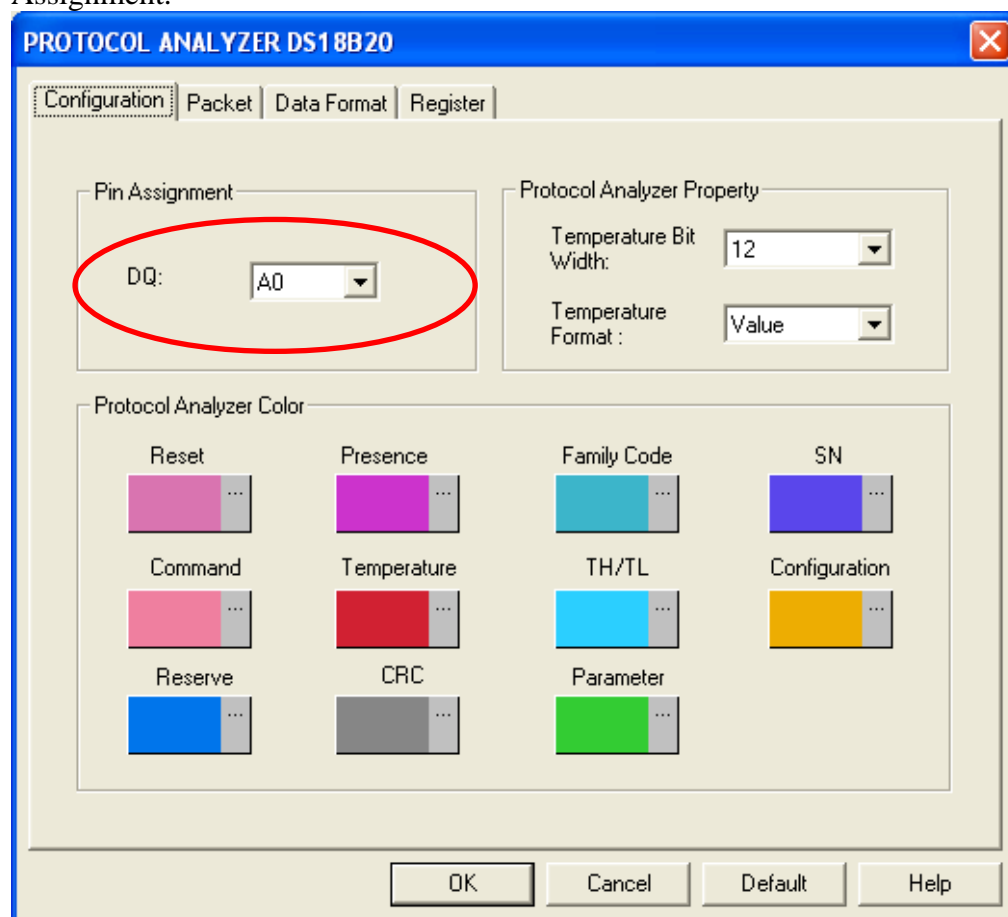 Assignment.
PROTOCOL ANALYZER DS18B20
Configuration Packet Data Format Register
Pin Assignment
DQ: A0
Protocol Analyzer Property
Temperature Bit
Width:
12
Temperature
Format :
Value
Protocol Analyzer Color
Reset Presence Family Code SN
... ... ... ...
Command Temperature TH/TL Configuration
... ... ... ...
Reserve CRC Parameter
... ... ...
OK Cancel Default Help